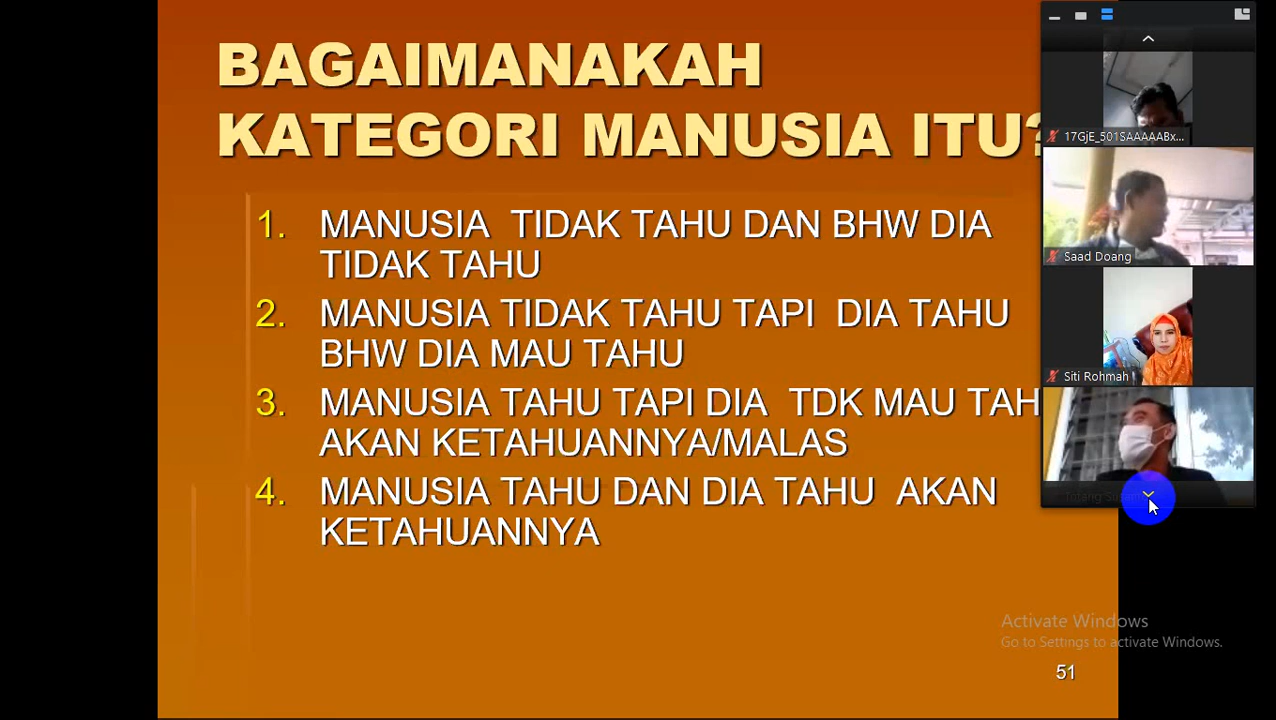 BAGAIMANAKAH
KATEGORI MANUSIA ITU?
1. MANUSIA TIDAK TAHU DAN BHW DIA
TIDAK TAHU
2. MANUSIA TIDAK TAHU TAPI DIA TAHU
BHW DIA MAU TAHU
3. MANUSIA TAHU TAPI DIA TDK MAU TAH
AKAN KETAHUANNYA/MALAS
4. MANUSIA TAHU DAN DIA TAHU AKAN
KETAHUANNYA
17GjE_501SAAAAABx...
Saad Doang
Siti Rohmah
Activate Windows
Go to Settings to activate Windows.
51